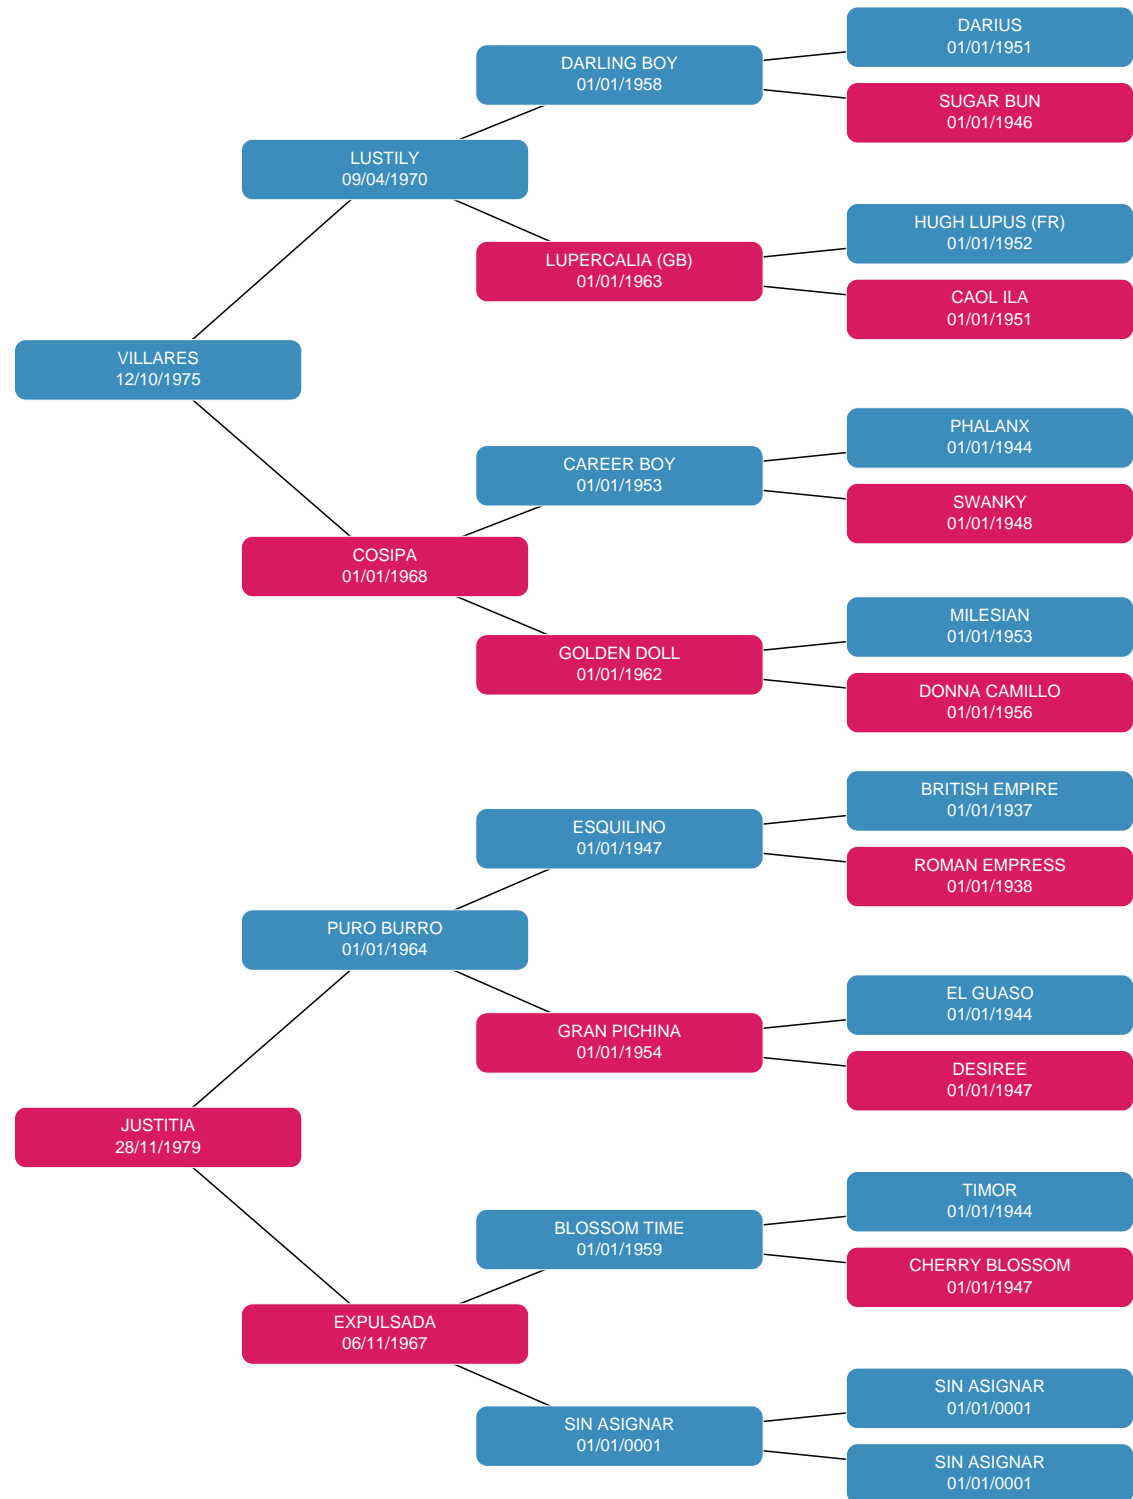 DARIUS
01/01/1951
DARLING BOY
01/01/1958
SUGAR BUN
01/01/1946
LUSTILY
09/04/1970
HUGH LUPUS (FR)
01/01/1952
LUPERCALIA (GB)
01/01/1963
CAOL ILA
01/01/1951
VILLARES
12/10/1975
PHALANX
01/01/1944
CAREER BOY
01/01/1953
SWANKY
01/01/1948
COSIPA
01/01/1968
MILESIAN
01/01/1953
GOLDEN DOLL
01/01/1962
DONNA CAMILLO
01/01/1956
BRITISH EMPIRE
01/01/1937
ESQUILINO
01/01/1947
ROMAN EMPRESS
01/01/1938
PURO BURRO
01/01/1964
EL GUASO
01/01/1944
GRAN PICHINA
01/01/1954
DESIREE
01/01/1947
JUSTITIA
28/11/1979
TIMOR
01/01/1944
BLOSSOM TIME
01/01/1959
CHERRY BLOSSOM
01/01/1947
EXPULSADA
06/11/1967
SIN ASIGNAR
01/01/0001
SIN ASIGNAR
01/01/0001
SIN ASIGNAR
01/01/0001